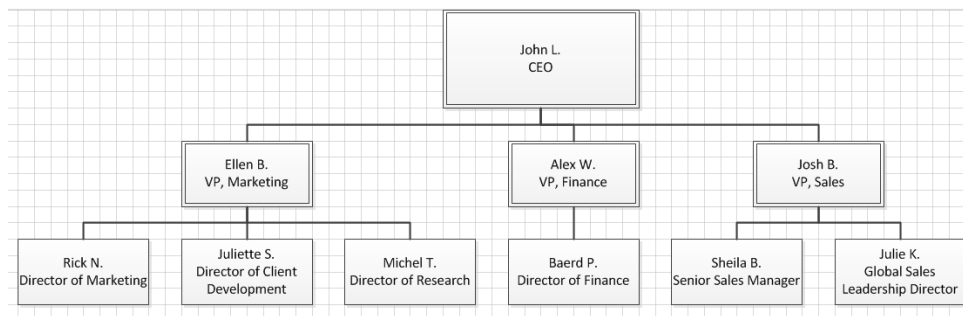 John L.
CEO
Ellen B.
VP, Marketing
Alex W.
VP, Finance
Josh B.
VP, Sales
Rick N.
Director of Marketing
Juliette S.
Director of Client
Development
Michel T.
Director of Research
Baerd P.
Director of Finance
Sheila B.
Senior Sales Manager
Julie K.
Global Sales
Leadership Director